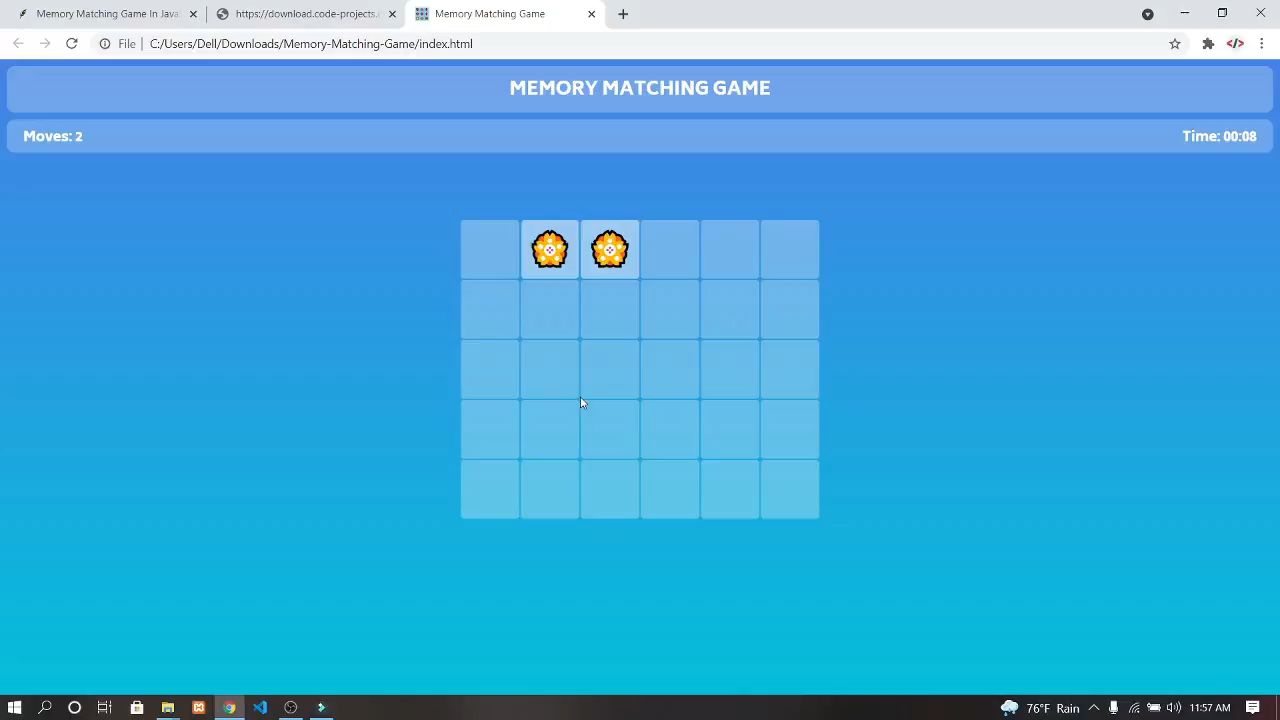 Memory Matching Game in Java
https://download.code-projects.
Memory Matching Game
File
C:/Users/Dell/Downloads/Memory-Matching-Game/index.html
MEMORY MATCHING GAME
Moves: 2
Time: 00:08
76°F Rain
11:57 AM